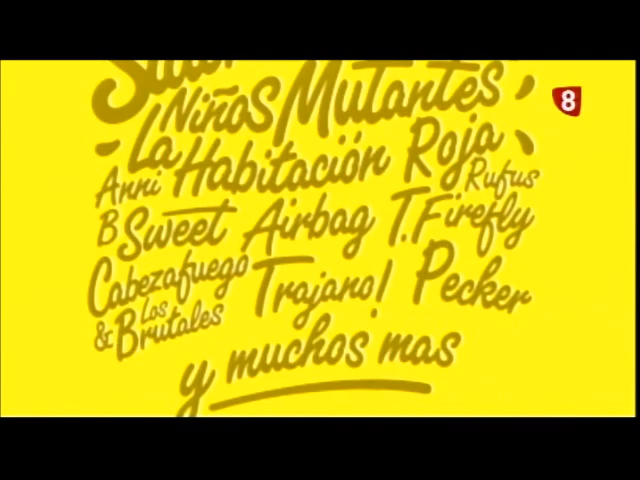 Niños Mutantes
La Habitación Roja
Anni B Sweet Airbag T.Firefly Rufus
Cabezafuego & Los Brutales Trajano! Pecker
y muchos mas
8